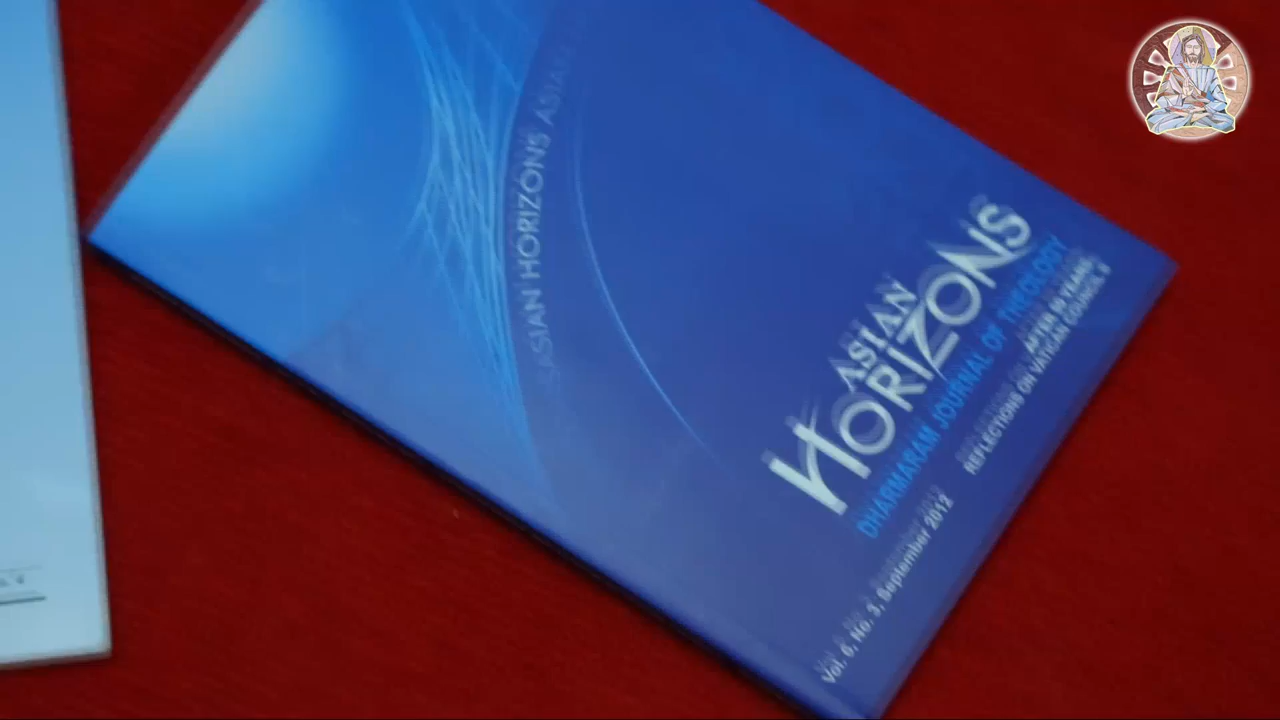 ASIAN HORIZONS ASIAN
ASIAN
HORIZONS
DHARMARAM JOURNAL OF THEOLOGY
AFTER 50 YEARS:
REFLECTIONS ON VATICAN COUNCIL II
Vol. 6, No. 3, September 2012